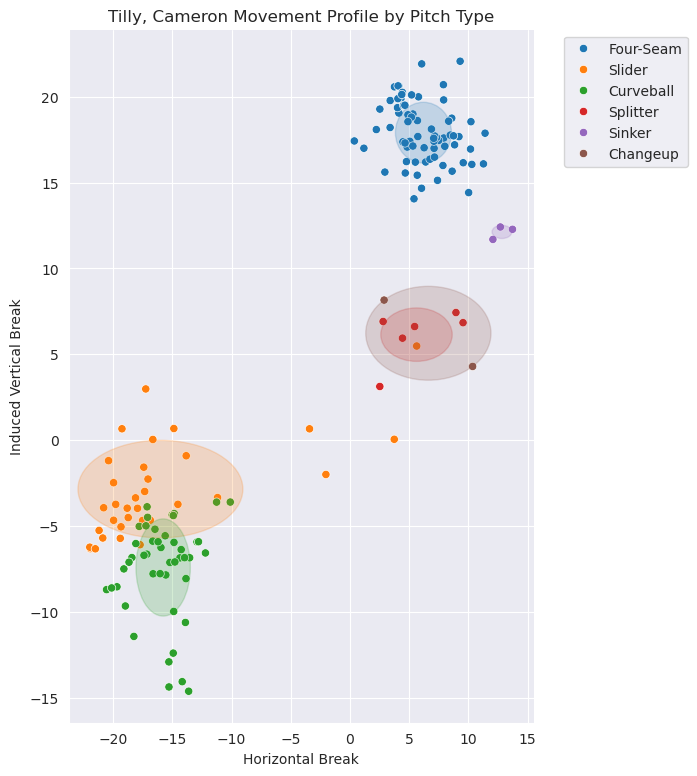 Tilly, Cameron Movement Profile by Pitch Type
Four-Seam
Slider
Curveball
Splitter
Sinker
Changeup
20
15
10
5
0
−5
−10
−15
Induced Vertical Break
−20 −15 −10 −5 0 5 10 15
Horizontal Break